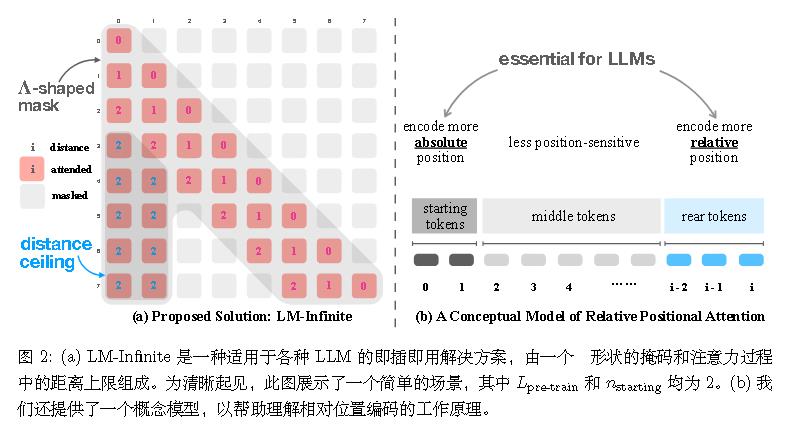 0 1 2 3 4 5 6 7
0 0
1 1 0
2 2 1 0
3 2 2 1 0
4 2 2 2 1 0
5 2 2 2 1 0
6 2 2 2 1 0
7 2 2 2 1 0
Λ-shaped
mask
i distance
i attended
masked
distance
ceiling
(a) Proposed Solution: LM-Infinite
essential for LLMs
encode more
absolute
position
less position-sensitive
encode more
relative
position
starting
tokens
middle tokens
rear tokens
0 1 2 3 4 ...... i-2 i-1 i
(b) A Conceptual Model of Relative Positional Attention
图 2: (a) LM-Infinite 是一种适用于各种 LLM 的即插即用解决方案，由一个 形状的掩码和注意力过程
中的距离上限组成。为清晰起见，此图展示了一个简单的场景，其中 Lpre-train 和 nstarting 均为 2。(b) 我
们还提供了一个概念模型，以帮助理解相对位置编码的工作原理。